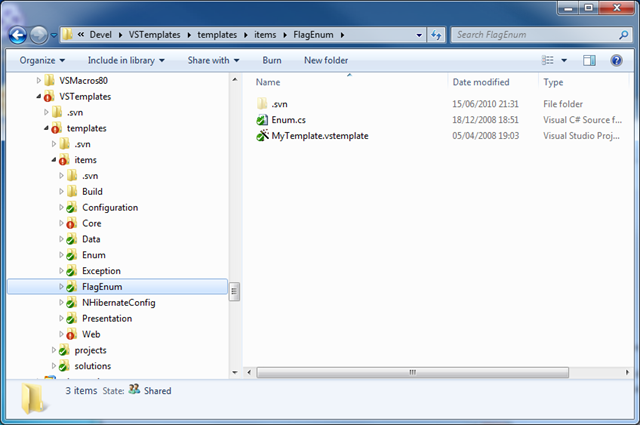 « Devel ▸ VSTemplates ▸ templates ▸ items ▸ FlagEnum ▸ Search FlagEnum
Organize Include in library Share with Burn New folder
Name Date modified Type
VSMacros80
VSTemplates
.svn
templates
.svn
items
.svn
Build
Configuration
Core
Data
Enum
Exception
FlagEnum
NHibernateConfig
Presentation
Web
projects
solutions
.svn 15/06/2010 21:31 File folder
Enum.cs 18/12/2008 18:51 Visual C# Source f...
MyTemplate.vstemplate 05/04/2008 19:03 Visual Studio Proj...
3 items State: Shared